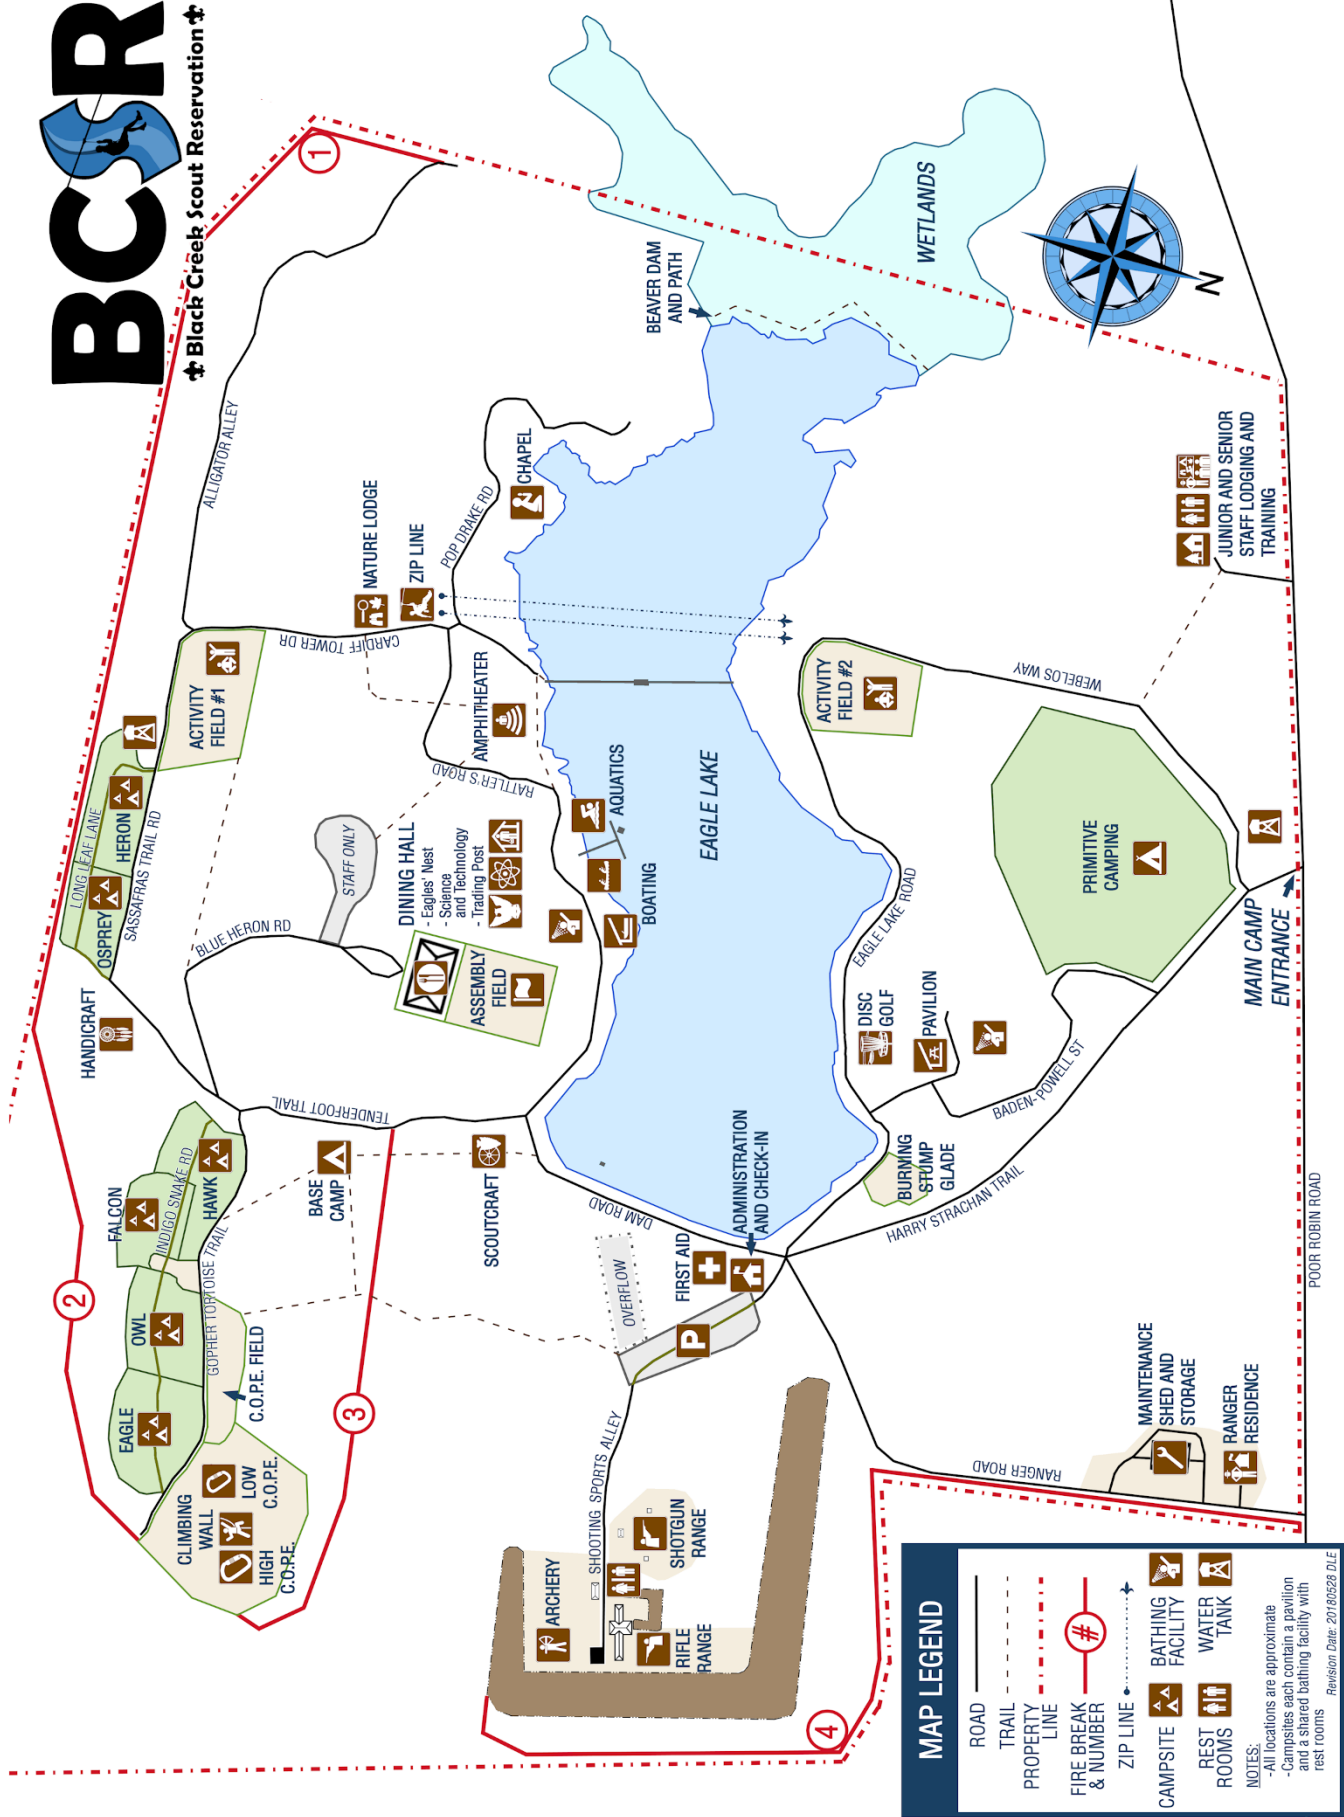 BCSR
Black Creek Scout Reservation
1
ALLIGATOR ALLEY
WETLANDS
BEAVER DAM
AND PATH
N
NATURE LODGE
ZIP LINE
POP DRAKE RD
CHAPEL
CARDIFF TOWER DR
ACTIVITY
FIELD #1
AMPHITHEATER
RATTLER'S ROAD
STAFF ONLY
LONG LEAF LANE
HERON
OSPREY
SASSAFRAS TRAIL RD
BLUE HERON RD
HANDICRAFT
DINING HALL
- Eagles' Nest
- Science
and Technology
- Trading Post
ASSEMBLY
FIELD
AQUATICS
BOATING
EAGLE LAKE
ACTIVITY
FIELD #2
WEBELOS WAY
JUNIOR AND SENIOR
STAFF LODGING AND
TRAINING
PRIMITIVE
CAMPING
EAGLE LAKE ROAD
DISC
GOLF
PAVILION
BADEN-POWELL ST
MAIN CAMP
ENTRANCE
BURNING
STUMP
GLADE
HARRY STRACHAN TRAIL
POOR ROBIN ROAD
TENDERFOOT TRAIL
2
FALCON
INDIGO SNAKE RD
HAWK
OWL
EAGLE
GOPHER TORTOISE TRAIL
BASE
CAMP
SCOUTCRAFT
DAM ROAD
ADMINISTRATION
AND CHECK-IN
FIRST AID
OVERFLOW
P
C.O.P.E. FIELD
3
CLIMBING
WALL
LOW
C.O.P.E.
HIGH
C.O.P.E.
SHOOTING SPORTS ALLEY
ARCHERY
SHOTGUN
RANGE
RIFLE
RANGE
4
RANGER ROAD
MAINTENANCE
SHED AND
STORAGE
RANGER
RESIDENCE
MAP LEGEND
ROAD
TRAIL
PROPERTY
LINE
FIRE BREAK
& NUMBER
#
ZIP LINE
CAMPSITE
BATHING
FACILITY
REST
ROOMS
WATER
TANK
NOTES:
-All locations are approximate
-Campsites each contain a pavilion
and a shared bathing facility with
rest rooms
Revision Date: 20180528 DLE